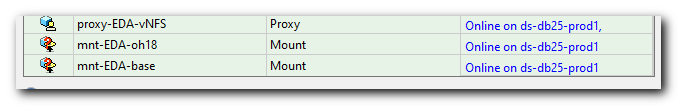 proxy-EDA-vNFS Proxy Online on ds-db25-prod1,
mnt-EDA-oh18 Mount Online on ds-db25-prod1
mnt-EDA-base Mount Online on ds-db25-prod1